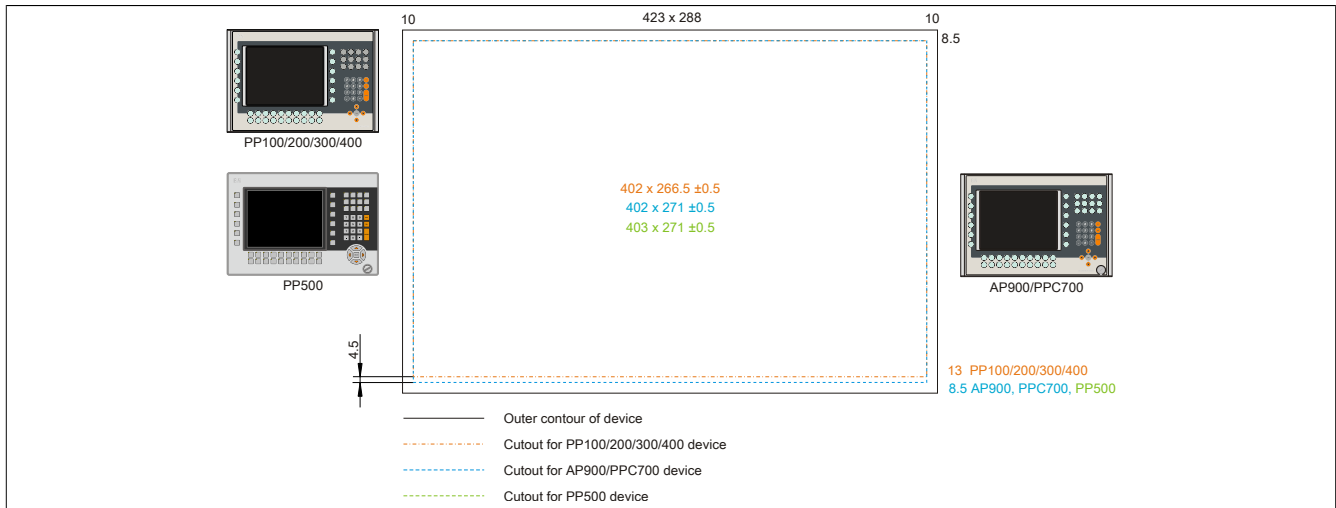 10 423 x 288 10
8.5
PP100/200/300/400
402 x 266.5 ±0.5
402 x 271 ±0.5
403 x 271 ±0.5
PP500
AP900/PPC700
4.5
13 PP100/200/300/400
8.5 AP900, PPC700, PP500
Outer contour of device
Cutout for PP100/200/300/400 device
Cutout for AP900/PPC700 device
Cutout for PP500 device